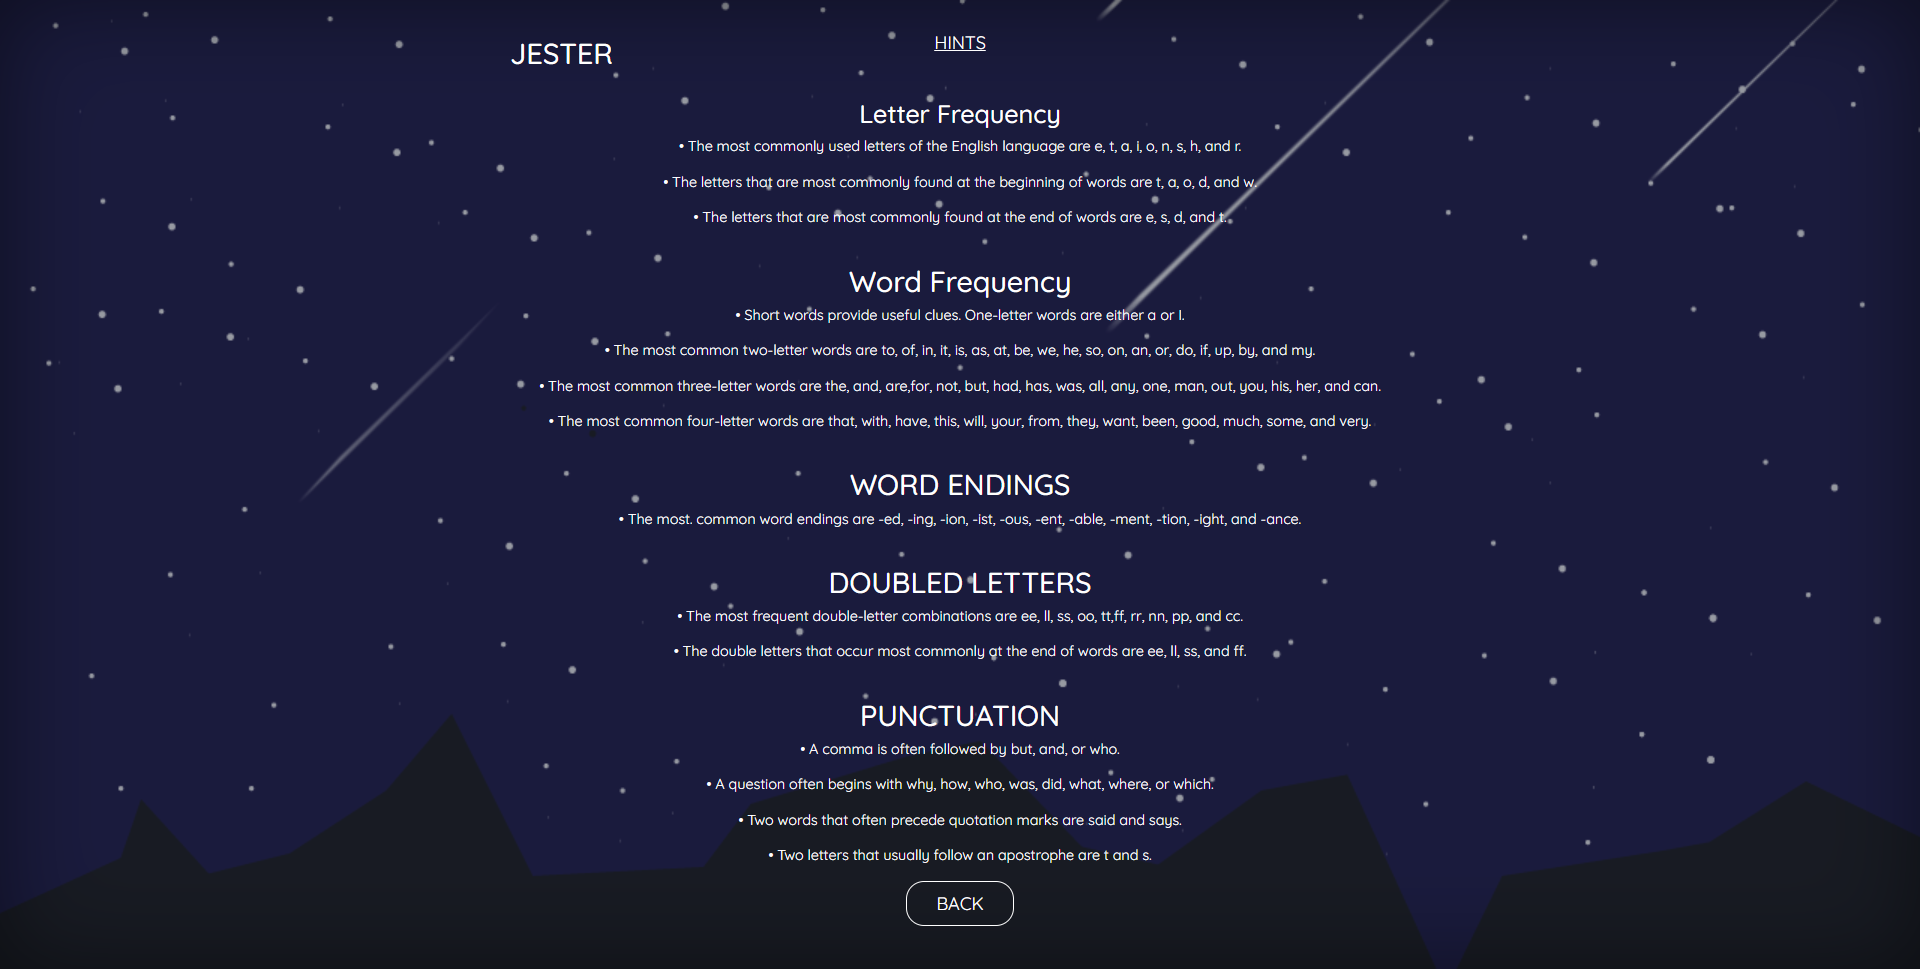 JESTER
HINTS
Letter Frequency
• The most commonly used letters of the English language are e, t, a, i, o, n, s, h, and r.
• The letters that are most commonly found at the beginning of words are t, a, o, d, and w.
• The letters that are most commonly found at the end of words are e, s, d, and t.
Word Frequency
• Short words provide useful clues. One-letter words are either a or I.
• The most common two-letter words are to, of, in, it, is, as, at, be, we, he, so, on, an, or, do, if, up, by, and my.
• The most common three-letter words are the, and, are,for, not, but, had, has, was, all, any, one, man, out, you, his, her, and can.
• The most common four-letter words are that, with, have, this, will, your, from, they, want, been, good, much, some, and very.
WORD ENDINGS
• The most. common word endings are -ed, -ing, -ion, -ist, -ous, -ent, -able, -ment, -tion, -ight, and -ance.
DOUBLED LETTERS
• The most frequent double-letter combinations are ee, ll, ss, oo, tt,ff, rr, nn, pp, and cc.
• The double letters that occur most commonly at the end of words are ee, ll, ss, and ff.
PUNCTUATION
• A comma is often followed by but, and, or who.
• A question often begins with why, how, who, was, did, what, where, or which.
• Two words that often precede quotation marks are said and says.
• Two letters that usually follow an apostrophe are t and s.
BACK